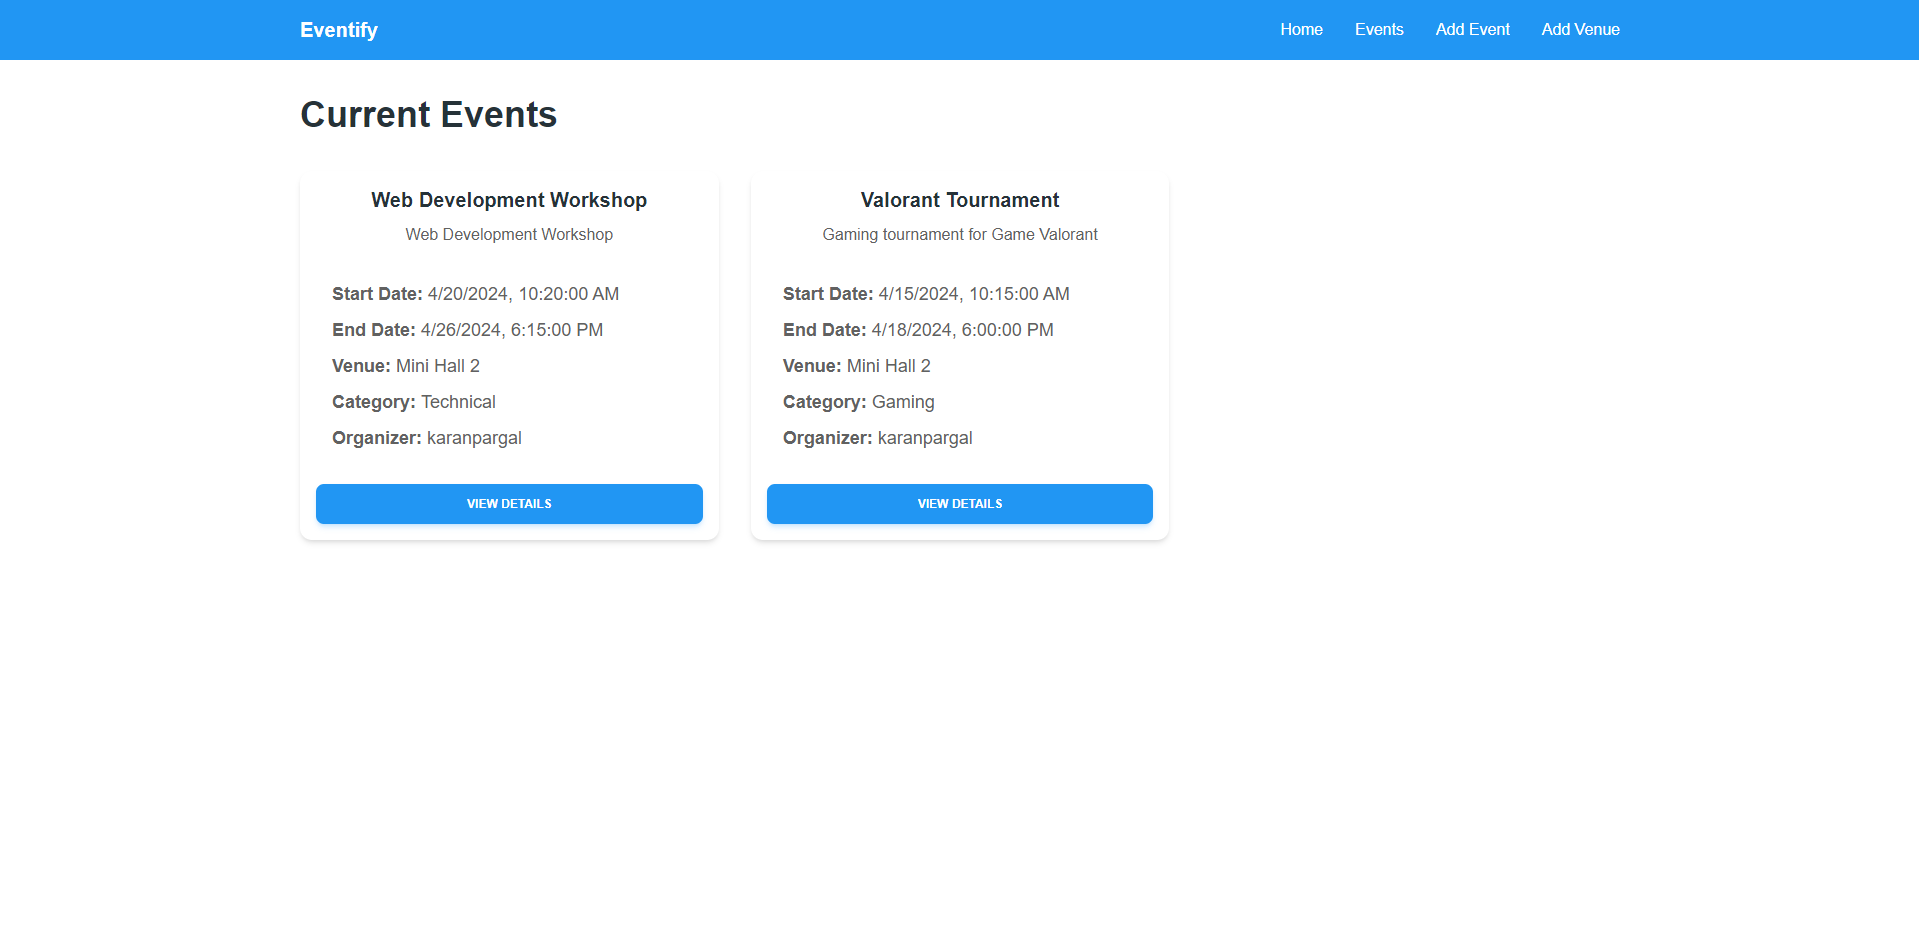 Eventify
Home Events Add Event Add Venue
Current Events
Web Development Workshop
Web Development Workshop
Start Date: 4/20/2024, 10:20:00 AM
End Date: 4/26/2024, 6:15:00 PM
Venue: Mini Hall 2
Category: Technical
Organizer: karanpargal
VIEW DETAILS
Valorant Tournament
Gaming tournament for Game Valorant
Start Date: 4/15/2024, 10:15:00 AM
End Date: 4/18/2024, 6:00:00 PM
Venue: Mini Hall 2
Category: Gaming
Organizer: karanpargal
VIEW DETAILS